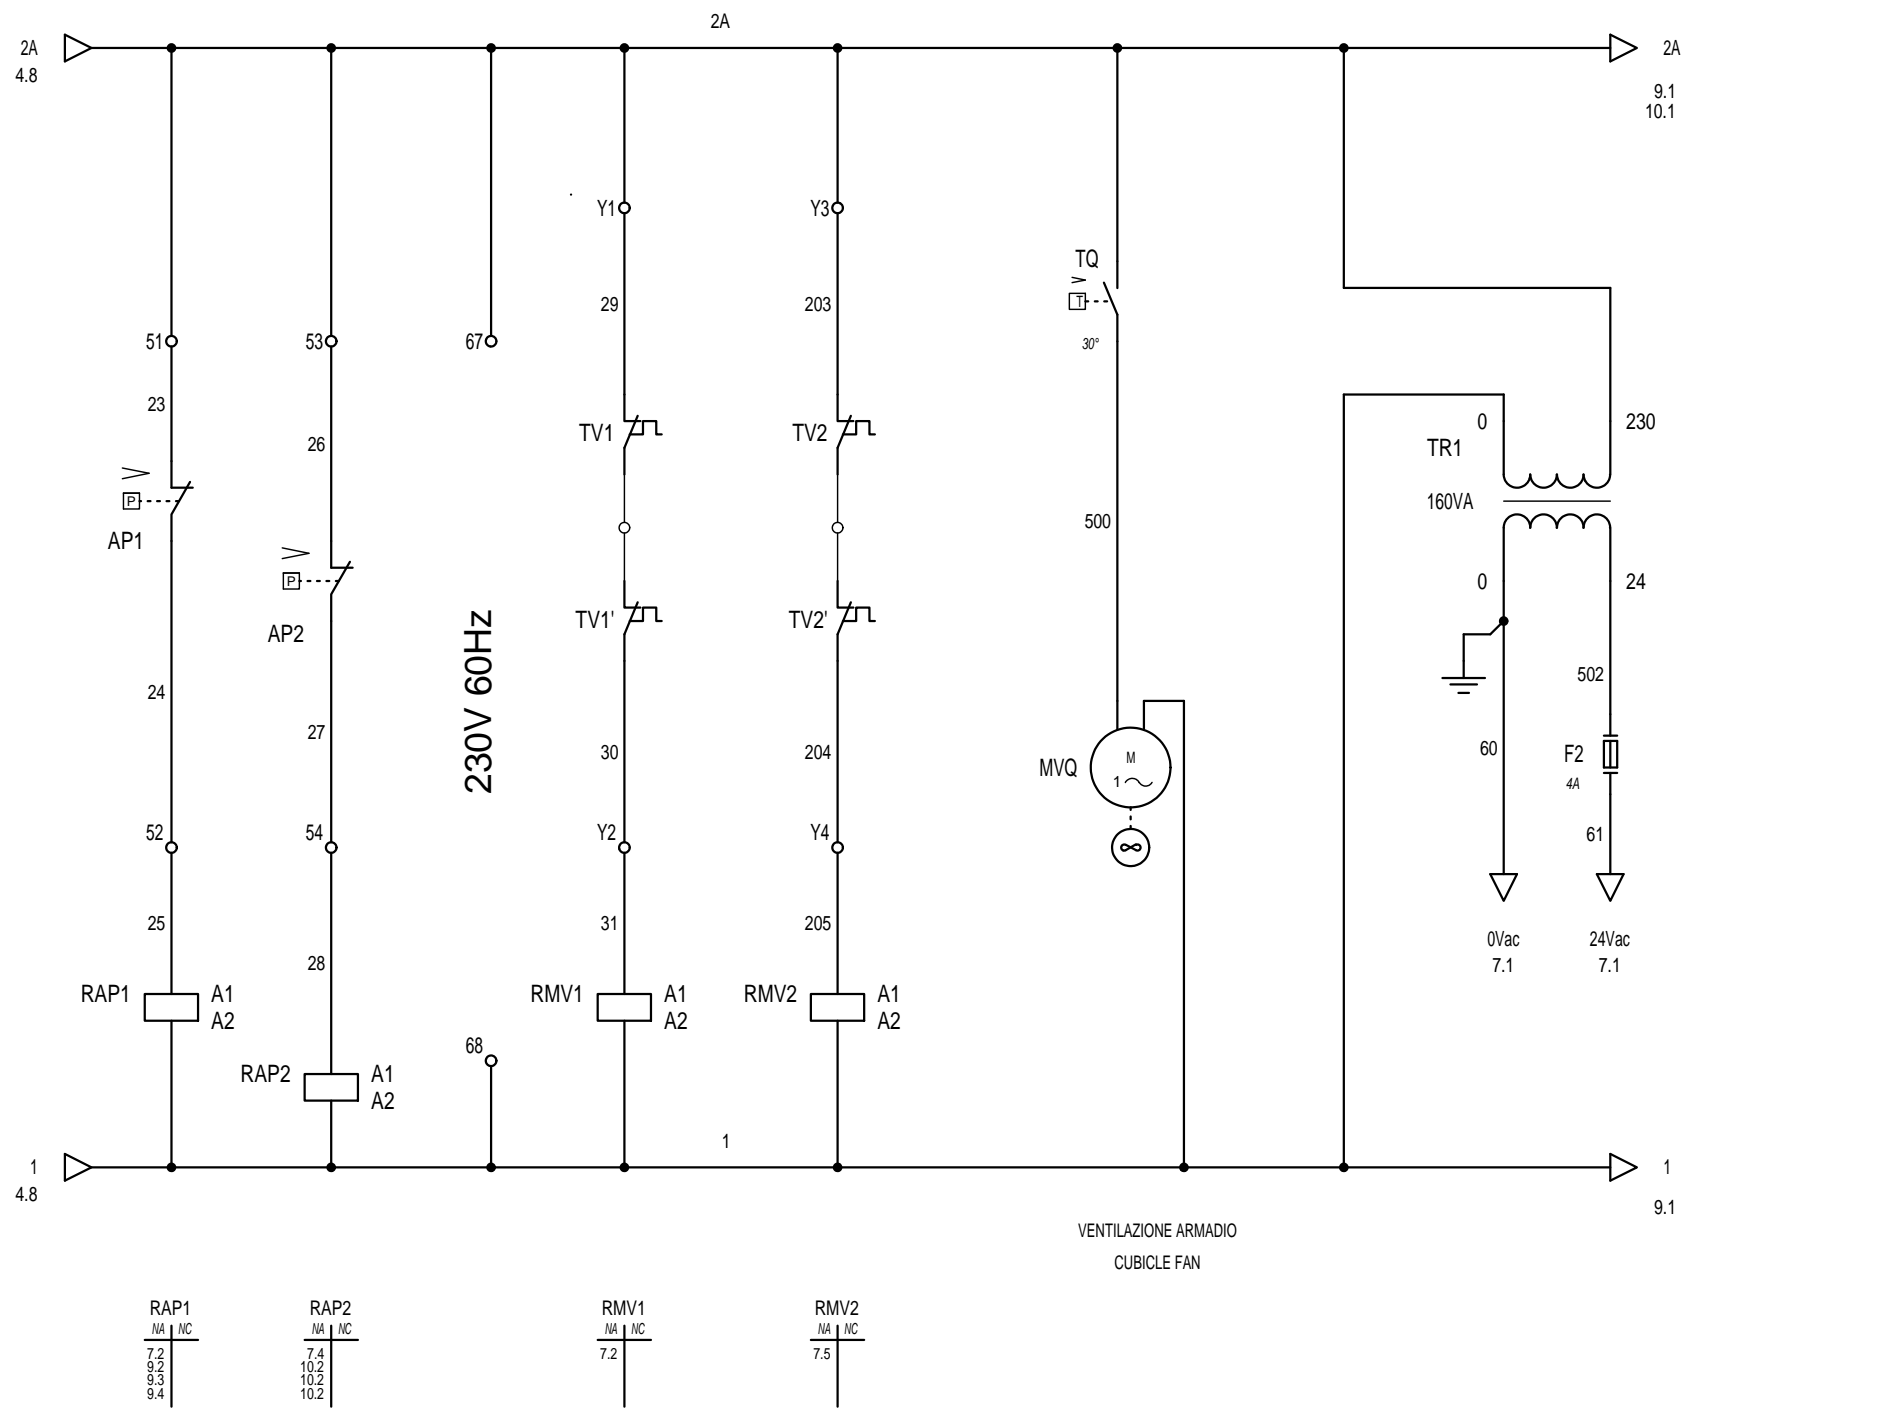 2A
2A
4.8
2A
9.1
10.1
Y1
Y3
TQ
T
30°
29
203
51
53
67
23
26
TV1
TV2
0
230
TR1
P
AP1
160VA
500
P
AP2
0
24
TV1'
TV2'
230V 60Hz
502
24
27
30
204
MVQ
M
1
60
F2
4A
52
54
Y2
Y4
61
25
28
31
205
0Vac
7.1
24Vac
7.1
RAP1
A1
A2
RMV1
A1
A2
RMV2
A1
A2
68
RAP2
A1
A2
1
1
4.8
1
9.1
VENTILAZIONE ARMADIO
CUBICLE FAN
RAP1
NA NC
7.2
9.2
9.3
9.4
RAP2
NA NC
7.4
10.2
10.2
10.2
RMV1
NA NC
7.2
RMV2
NA NC
7.5